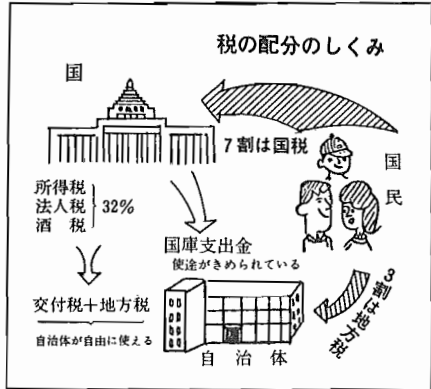 税の配分のしくみ
国
7割は国税
国民
所得税
法人税
酒税
32%
国庫支出金
使途がきめられている
3割は地方税
交付税+地方税
自治体が自由に使える
自治体